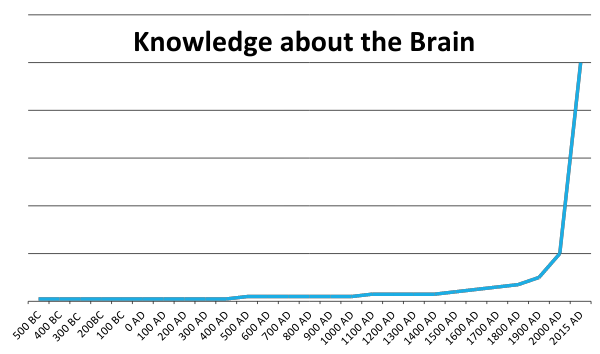 Knowledge about the Brain
500 BC
400 BC
300 BC
200BC
100 BC
0 AD
100 AD
200 AD
300 AD
400 AD
500 AD
600 AD
700 AD
800 AD
900 AD
1000 AD
1100 AD
1200 AD
1300 AD
1400 AD
1500 AD
1600 AD
1700 AD
1800 AD
1900 AD
2000 AD
2015 AD